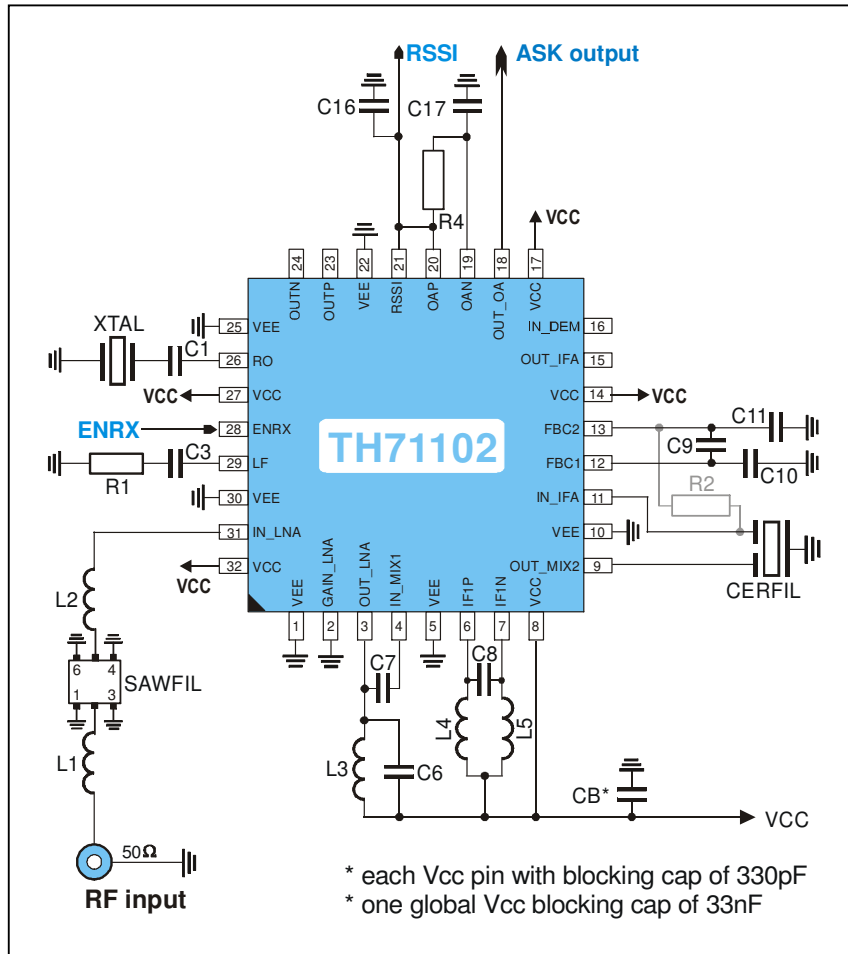 RSSI
ASK output
C16
C17
R4
VCC
24
23
22
21
20
19
18
17
OUTN
OUTP
VEE
RSSI
OAP
OAN
OUT_OA
VCC
XTAL
C1
25
VEE
IN_DEM
16
26
RO
OUT_IFA
15
VCC
27
VCC
VCC
14
VCC
ENRX
28
ENRX
FBC2
13
C11
C9
C3
29
LF
TH71102
FBC1
12
C10
R1
30
VEE
IN_IFA
11
R2
31
IN_LNA
VEE
10
VCC
32
VCC
OUT_MIX2
9
CERFIL
VEE
GAIN_LNA
OUT_LNA
IN_MIX1
VEE
IF1P
IF1N
VCC
1
2
3
4
5
6
7
8
L2
6
4
SAWFIL
1
3
C7
C8
L1
L3
C6
L4
L5
CB*
VCC
50Ω
RF input
* each Vcc pin with blocking cap of 330pF
* one global Vcc blocking cap of 33nF